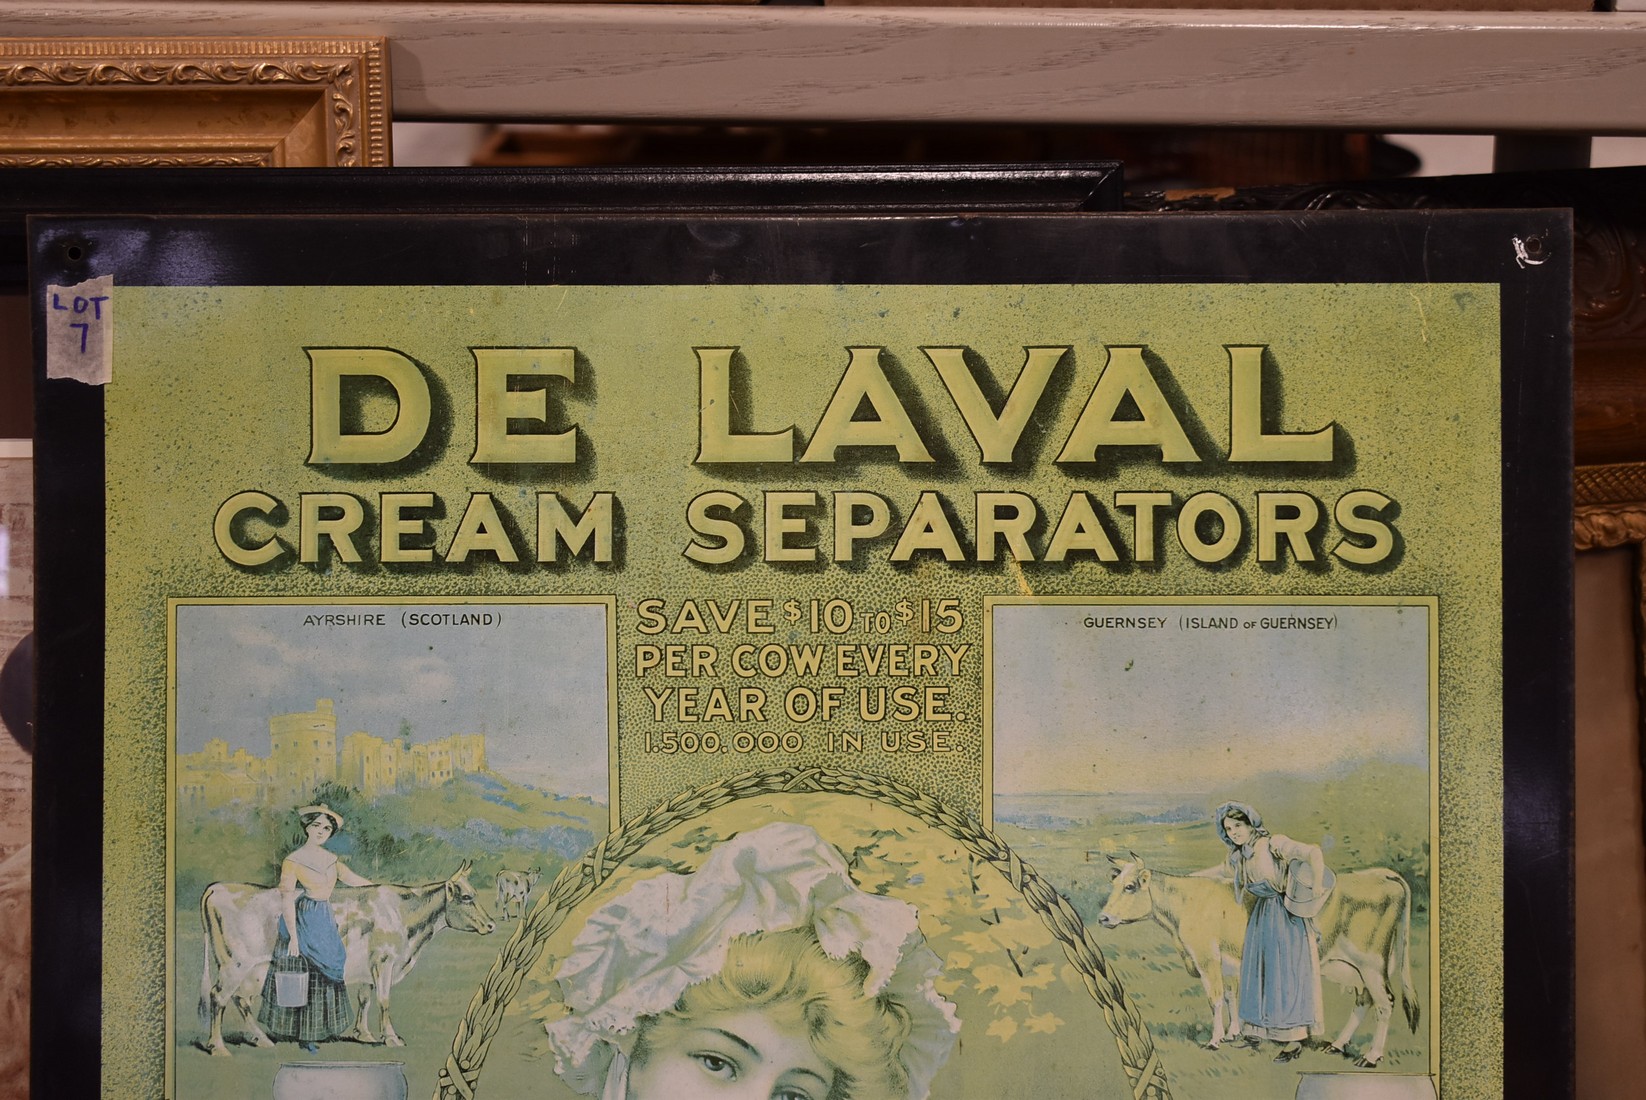 LOT
7
DE LAVAL
CREAM SEPARATORS
AYRSHIRE (SCOTLAND)
SAVE $10 TO $15
PER COW EVERY
YEAR OF USE.
1.500.000 IN USE.
GUERNSEY (ISLAND OF GUERNSEY)